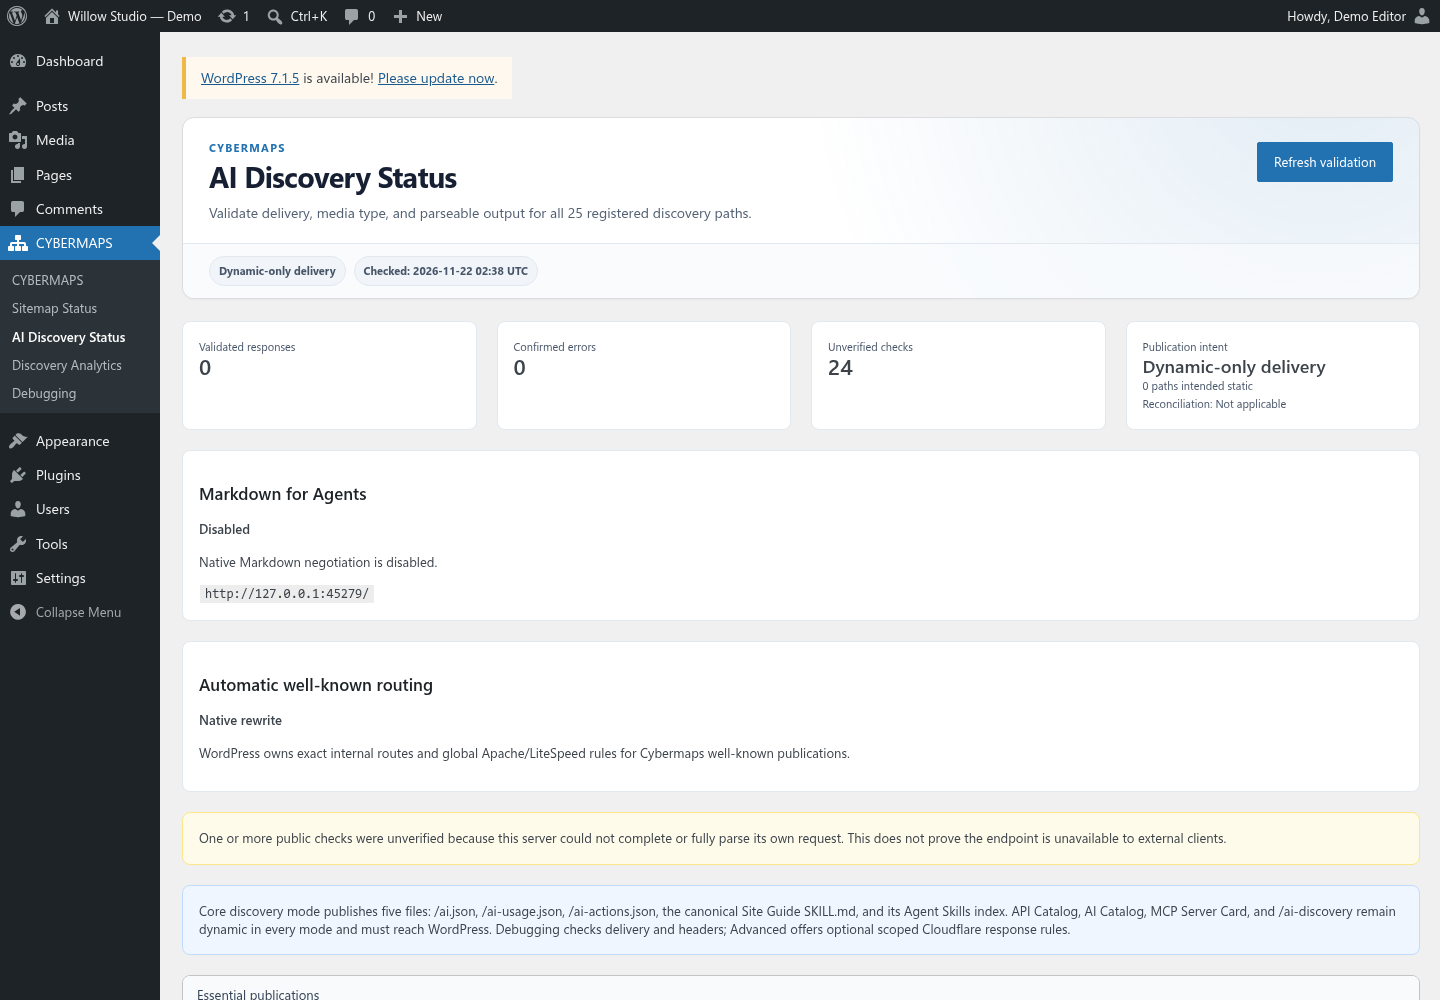 Willow Studio — Demo
1
Ctrl+K
0
New
Howdy, Demo Editor
Dashboard
Posts
Media
Pages
Comments
CYBERMAPS
CYBERMAPS
Sitemap Status
AI Discovery Status
Discovery Analytics
Debugging
Appearance
Plugins
Users
Tools
Settings
Collapse Menu
WordPress 7.1.5 is available! Please update now.
CYBERMAPS
AI Discovery Status
Validate delivery, media type, and parseable output for all 25 registered discovery paths.
Refresh validation
Dynamic-only delivery
Checked: 2026-11-22 02:38 UTC
Validated responses
0
Confirmed errors
0
Unverified checks
24
Publication intent
Dynamic-only delivery
0 paths intended static
Reconciliation: Not applicable
Markdown for Agents
Disabled
Native Markdown negotiation is disabled.
http://127.0.0.1:45279/
Automatic well-known routing
Native rewrite
WordPress owns exact internal routes and global Apache/LiteSpeed rules for Cybermaps well-known publications.
One or more public checks were unverified because this server could not complete or fully parse its own request. This does not prove the endpoint is unavailable to external clients.
Core discovery mode publishes five files: /ai.json, /ai-usage.json, /ai-actions.json, the canonical Site Guide SKILL.md, and its Agent Skills index. API Catalog, AI Catalog, MCP Server Card, and /ai-discovery remain
dynamic in every mode and must reach WordPress. Debugging checks delivery and headers; Advanced offers optional scoped Cloudflare response rules.
Essential publications